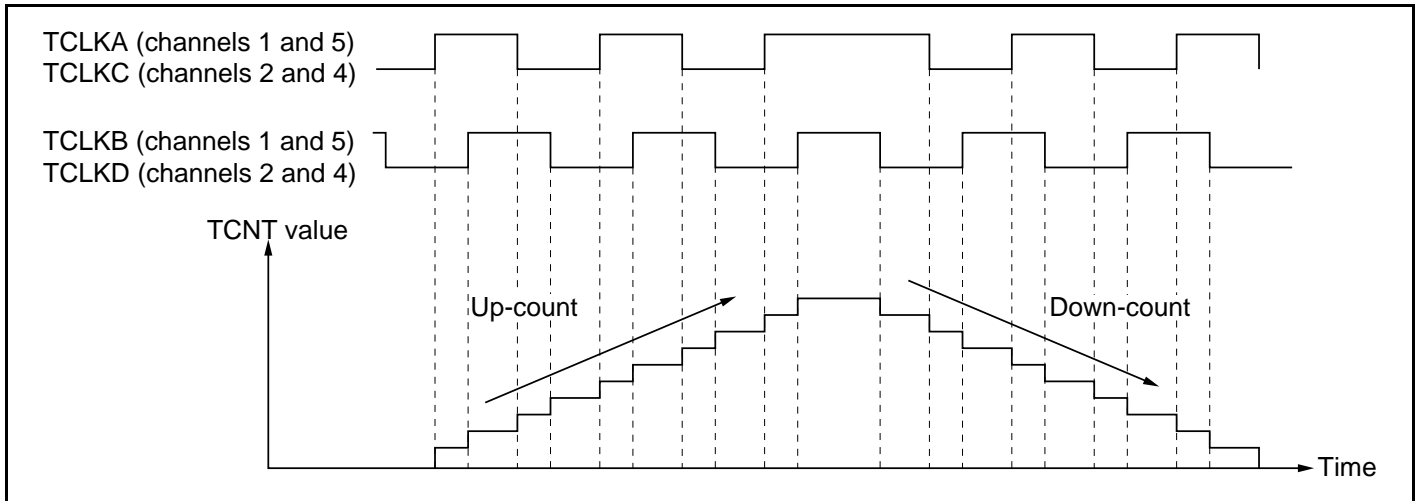 TCLKA (channels 1 and 5)
TCLKC (channels 2 and 4)
TCLKB (channels 1 and 5)
TCLKD (channels 2 and 4)
TCNT value
Up-count
Down-count
Time